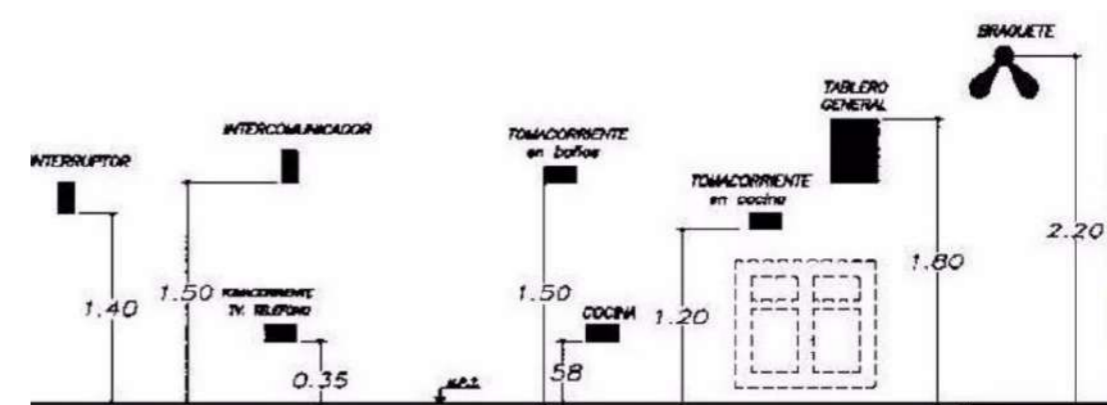 BRAQUETE
TABLERO
GENERAL
INTERCOMUNICADOR
TOMACORRIENTE
en baños
INTERRUPTOR
TOMACORRIENTE
en cocina
2.20
1.80
1.50
TOMACORRIENTE
TV. TELEFONO
1.50
COCINA
1.40
1.20
0.35
N.P.T.
58